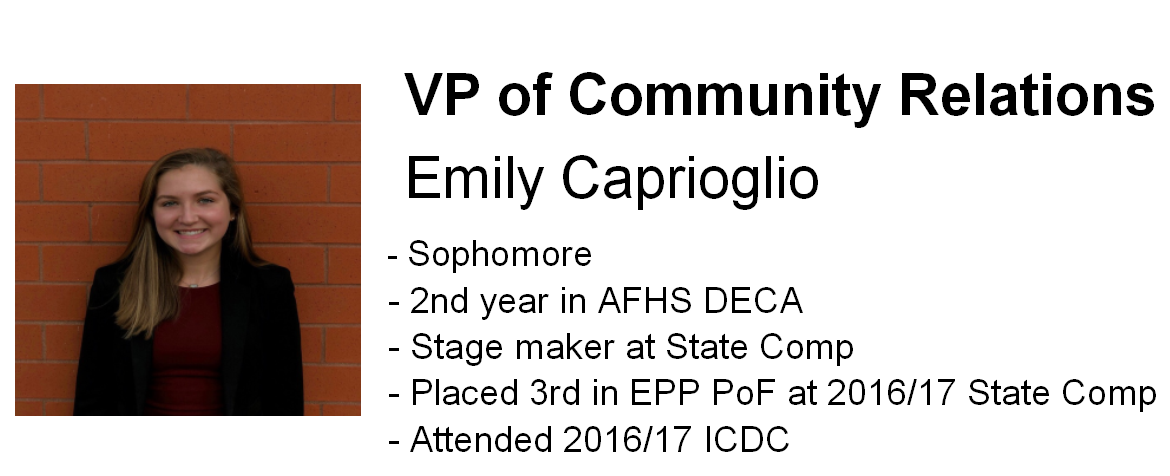 VP of Community Relations
Emily Caprioglio
- Sophomore
- 2nd year in AFHS DECA
- Stage maker at State Comp
- Placed 3rd in EPP PoF at 2016/17 State Comp
- Attended 2016/17 ICDC